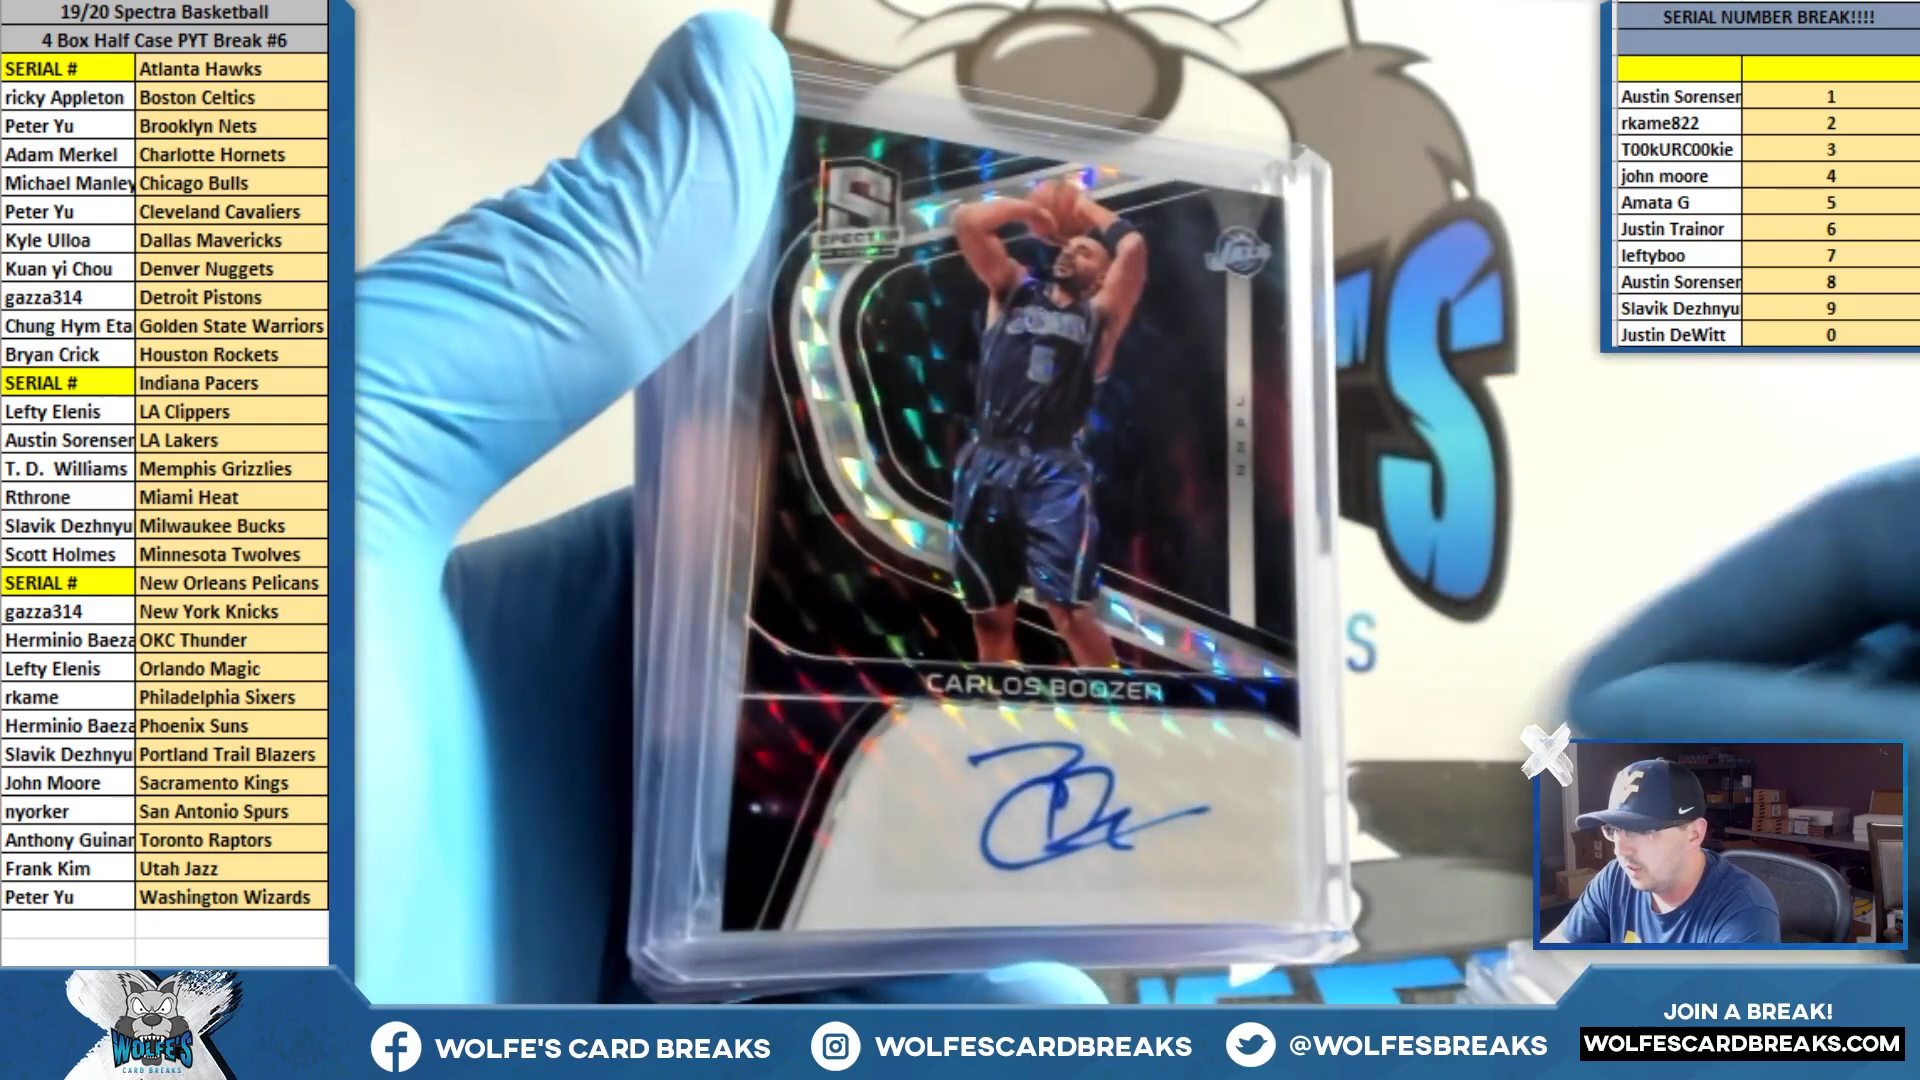 19/20 Spectra Basketball
4 Box Half Case PYT Break #6
SERIAL # Atlanta Hawks
ricky Appleton Boston Celtics
Peter Yu Brooklyn Nets
Adam Merkel Charlotte Hornets
Michael Manley Chicago Bulls
Peter Yu Cleveland Cavaliers
Kyle Ulloa Dallas Mavericks
Kuan yi Chou Denver Nuggets
gazza314 Detroit Pistons
Chung Hym Eta Golden State Warriors
Bryan Crick Houston Rockets
SERIAL # Indiana Pacers
Lefty Elenis LA Clippers
Austin Sorenser LA Lakers
T. D. Williams Memphis Grizzlies
Rthrone Miami Heat
Slavik Dezhnyu Milwaukee Bucks
Scott Holmes Minnesota Twolves
SERIAL # New Orleans Pelicans
gazza314 New York Knicks
Herminio Baeza OKC Thunder
Lefty Elenis Orlando Magic
rkame Philadelphia Sixers
Herminio Baeza Phoenix Suns
Slavik Dezhnyu Portland Trail Blazers
John Moore Sacramento Kings
nyorker San Antonio Spurs
Anthony Guinar Toronto Raptors
Frank Kim Utah Jazz
Peter Yu Washington Wizards
SERIAL NUMBER BREAK!!!!
Austin Sorenser 1
rkame822 2
T00kURC00kie 3
john moore 4
Amata G 5
Justin Trainor 6
leftyboo 7
Austin Sorenser 8
Slavik Dezhnyu 9
Justin DeWitt 0
S
SPECTRA
JAZZ
JAZZ
CARLOS BOOZER
'S
S
WOLFE'S
CARD BREAKS
WOLFE'S CARD BREAKS
WOLFESCARDBREAKS
@WOLFESBREAKS
JOIN A BREAK!
WOLFESCARDBREAKS.COM